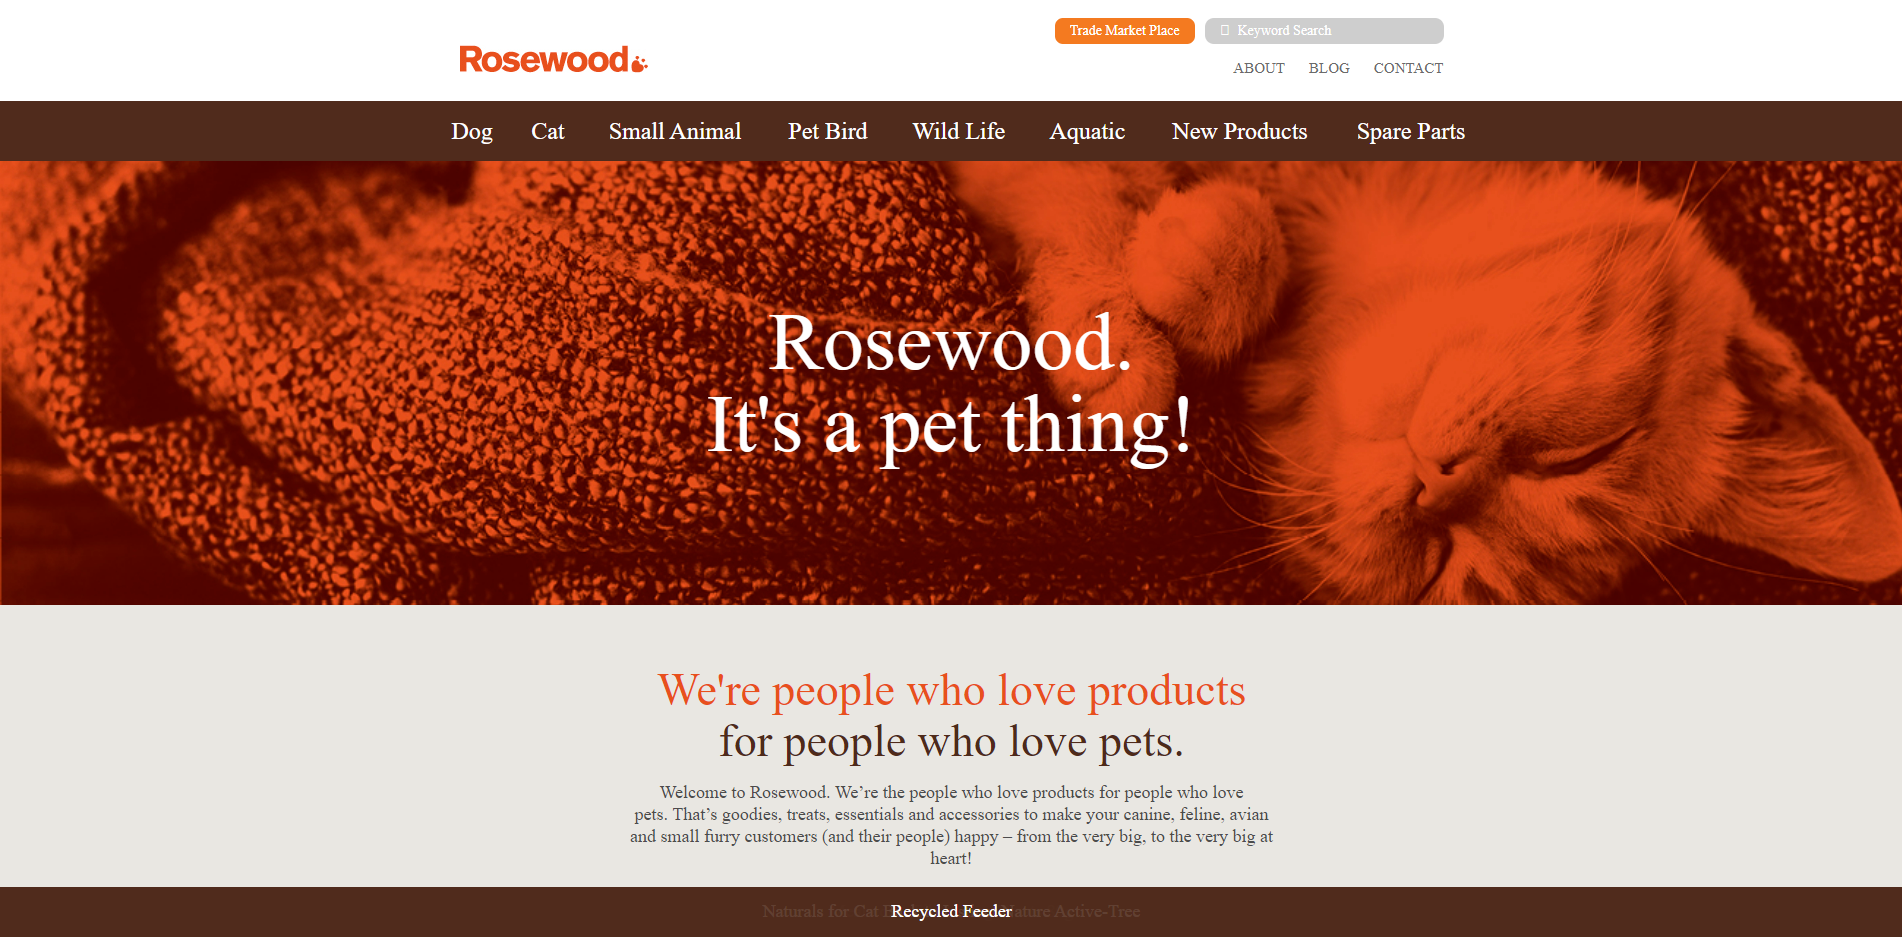 Trade Market Place
Keyword Search
Rosewood
ABOUT BLOG CONTACT
Dog Cat Small Animal Pet Bird Wild Life Aquatic New Products Spare Parts
Rosewood.
It's a pet thing!
We're people who love products
for people who love pets.
Welcome to Rosewood. We’re the people who love products for people who love
pets. That’s goodies, treats, essentials and accessories to make your canine, feline, avian
and small furry customers (and their people) happy – from the very big, to the very big at
heart!
Naturals for Cat
Recycled Feeder
Nature Active-Tree